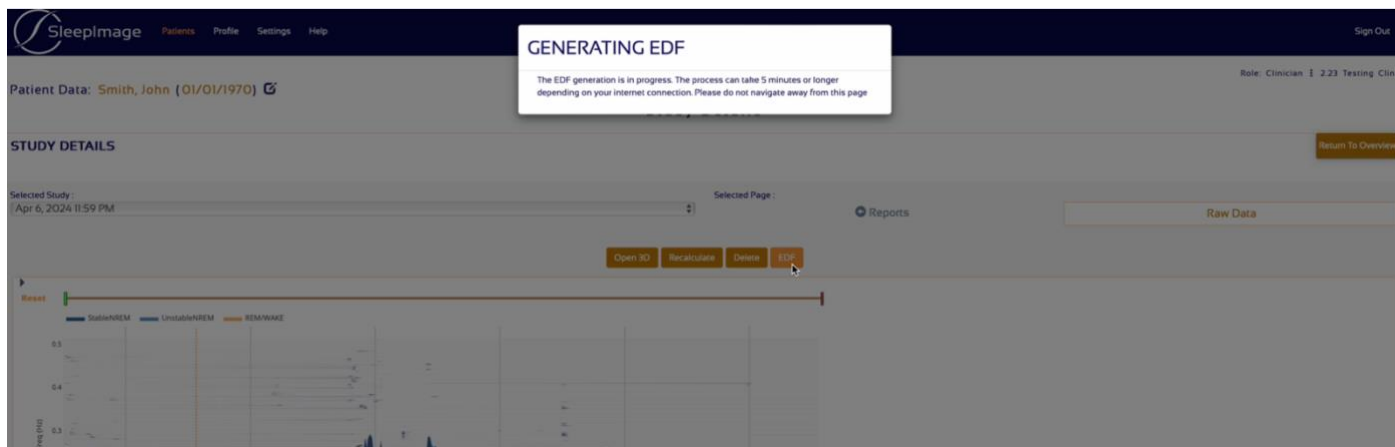 SleepImage
Patients Profile Settings Help
Sign Out
GENERATING EDF
The EDF generation is in progress. The process can take 5 minutes or longer
depending on your internet connection. Please do not navigate away from this page
Role: Clinician
2.23 Testing Clin
Patient Data: Smith, John (01/01/1970)
STUDY DETAILS
Return To Overview
Selected Study :
Apr 6, 2024 11:59 PM
Selected Page :
Reports
Raw Data
Open 3D Recalculate Delete EDF
Reset
StableNREM UnstableNREM REM/WAKE
0.5
0.4
0.3